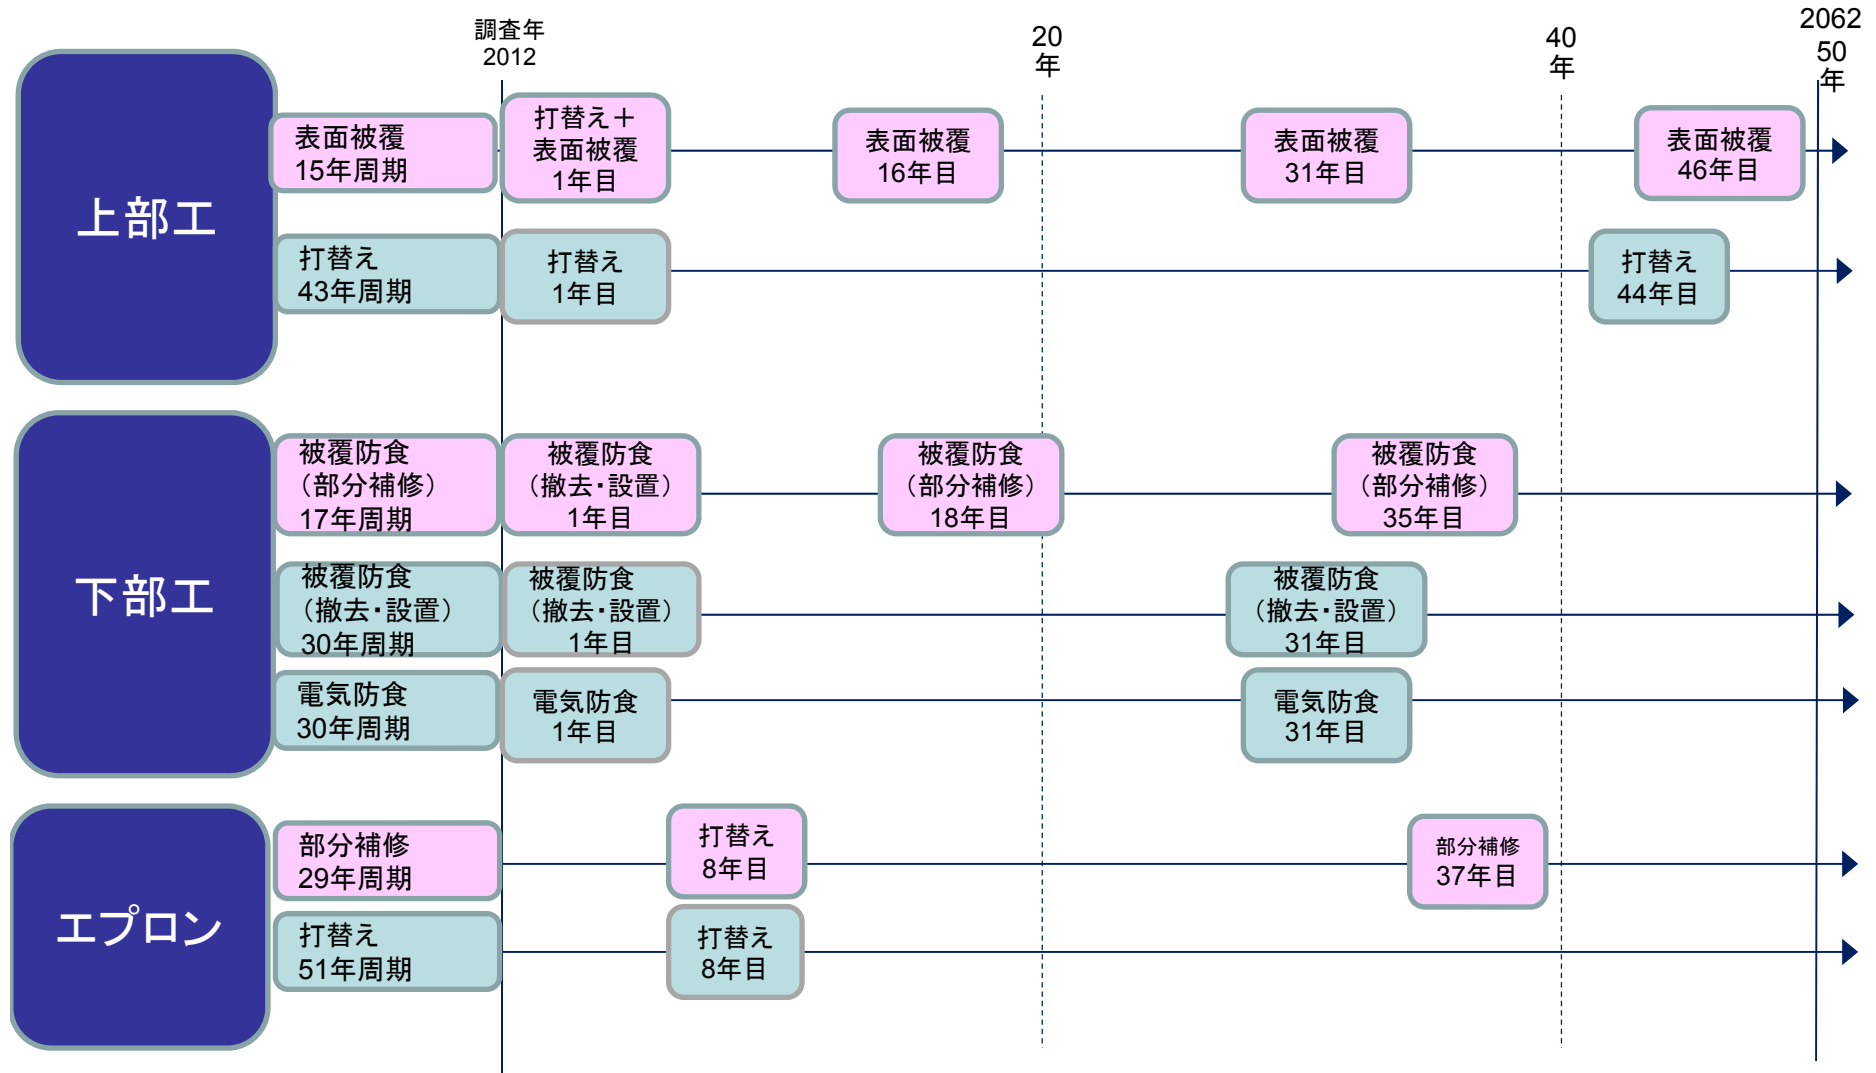 調査年
2012
20
年
40
年
2062
50
年
上部工
表面被覆
15年周期
打替え＋
表面被覆
1年目
表面被覆
16年目
表面被覆
31年目
表面被覆
46年目
打替え
43年周期
打替え
1年目
打替え
44年目
下部工
被覆防食
（部分補修）
17年周期
被覆防食
（撤去・設置）
1年目
被覆防食
（部分補修）
18年目
被覆防食
（部分補修）
35年目
被覆防食
（撤去・設置）
30年周期
被覆防食
（撤去・設置）
1年目
被覆防食
（撤去・設置）
31年目
電気防食
30年周期
電気防食
1年目
電気防食
31年目
エプロン
部分補修
29年周期
打替え
8年目
部分補修
37年目
打替え
51年周期
打替え
8年目